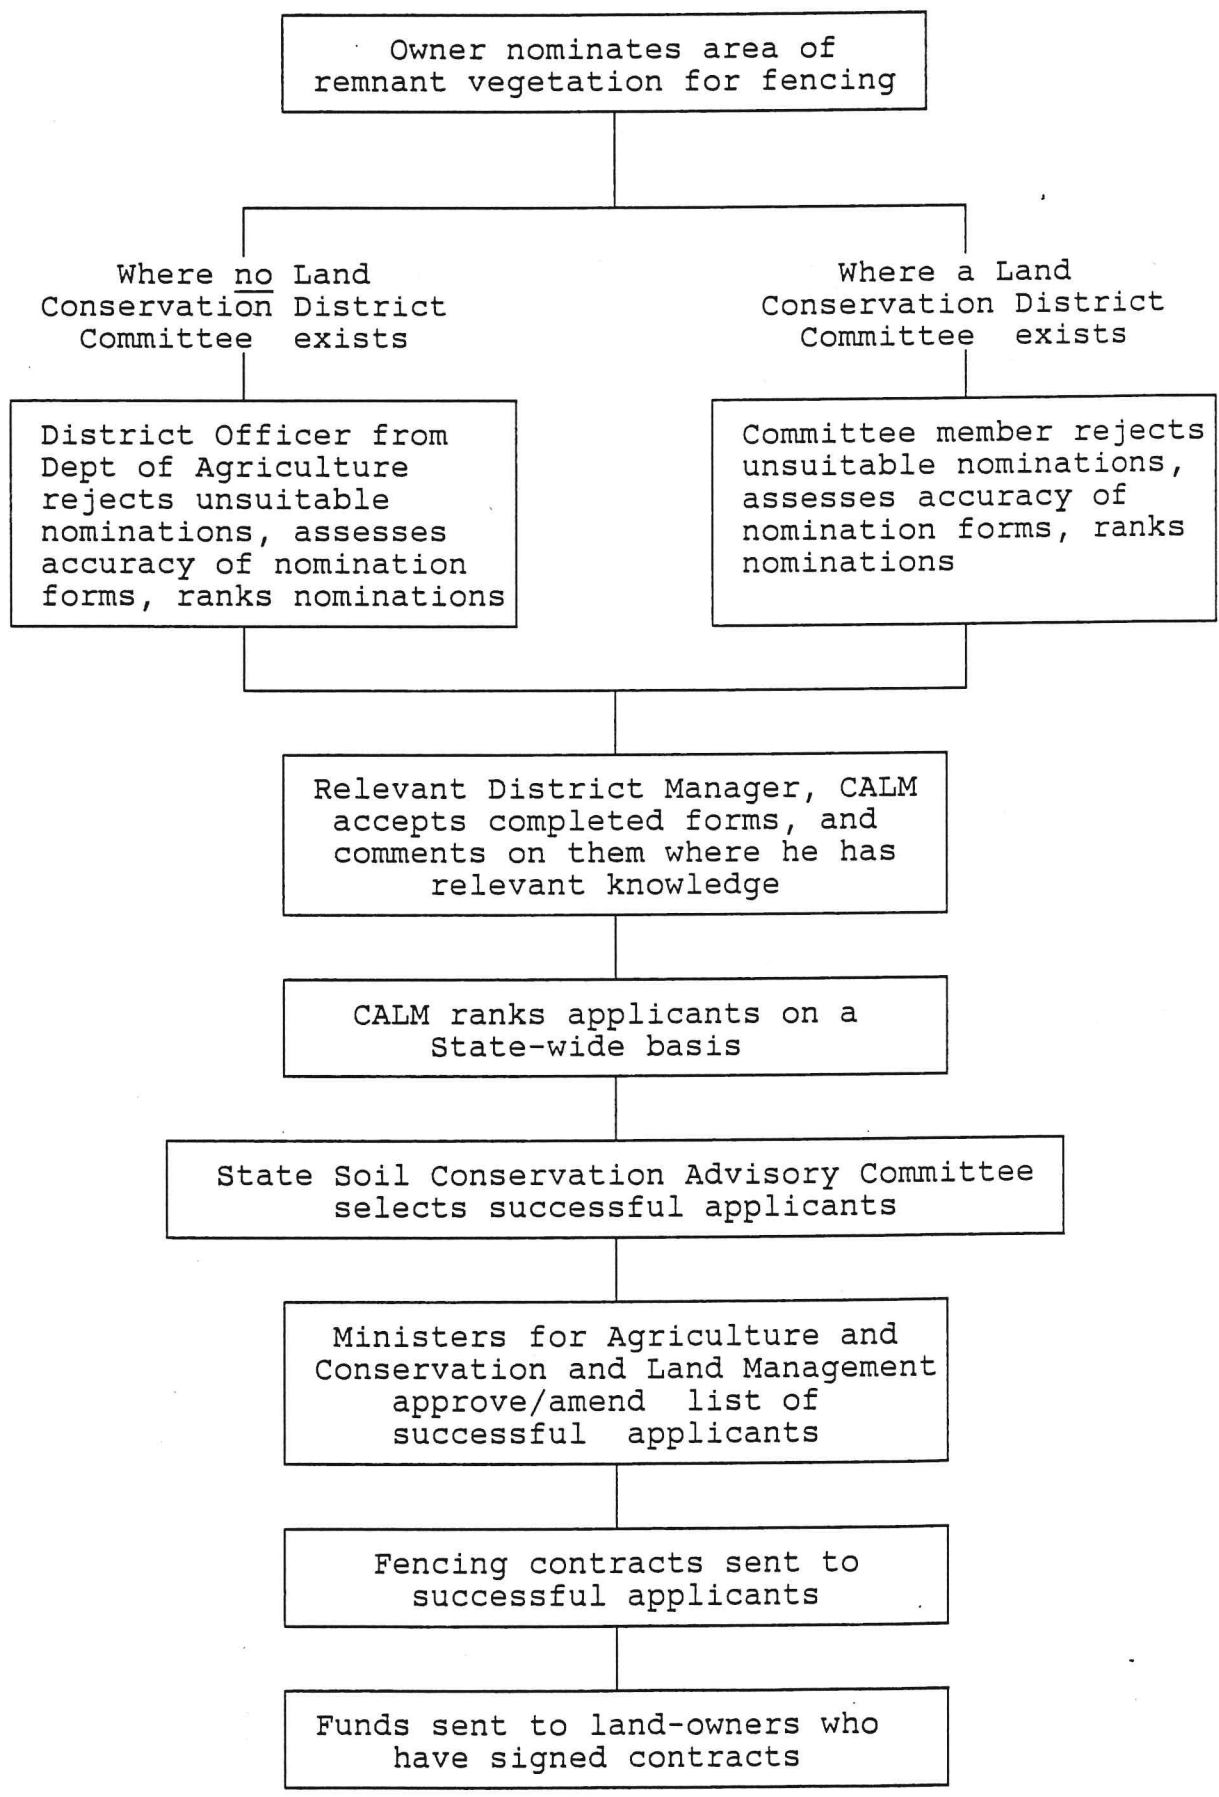 Owner nominates area of
remnant vegetation for fencing
Where no Land
Conservation District
Committee exists
Where a Land
Conservation District
Committee exists
District Officer from
Dept of Agriculture
rejects unsuitable
nominations, assesses
accuracy of nomination
forms, ranks nominations
Committee member rejects
unsuitable nominations,
assesses accuracy of
nomination forms, ranks
nominations
Relevant District Manager, CALM
accepts completed forms, and
comments on them where he has
relevant knowledge
CALM ranks applicants on a
State-wide basis
State Soil Conservation Advisory Committee
selects successful applicants
Ministers for Agriculture and
Conservation and Land Management
approve/amend list of
successful applicants
Fencing contracts sent to
successful applicants
Funds sent to land-owners who
have signed contracts